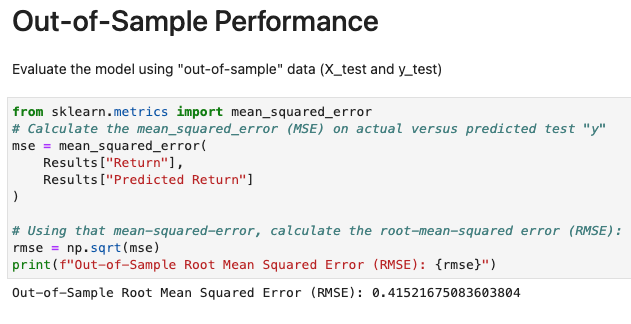 Out-of-Sample Performance
Evaluate the model using "out-of-sample" data (X_test and y_test)
from sklearn.metrics import mean_squared_error
# Calculate the mean_squared_error (MSE) on actual versus predicted test "y"
mse = mean_squared_error(
    Results["Return"],
    Results["Predicted Return"]
)
# Using that mean-squared-error, calculate the root-mean-squared error (RMSE):
rmse = np.sqrt(mse)
print(f"Out-of-Sample Root Mean Squared Error (RMSE): {rmse}")
Out-of-Sample Root Mean Squared Error (RMSE): 0.41521675083603804